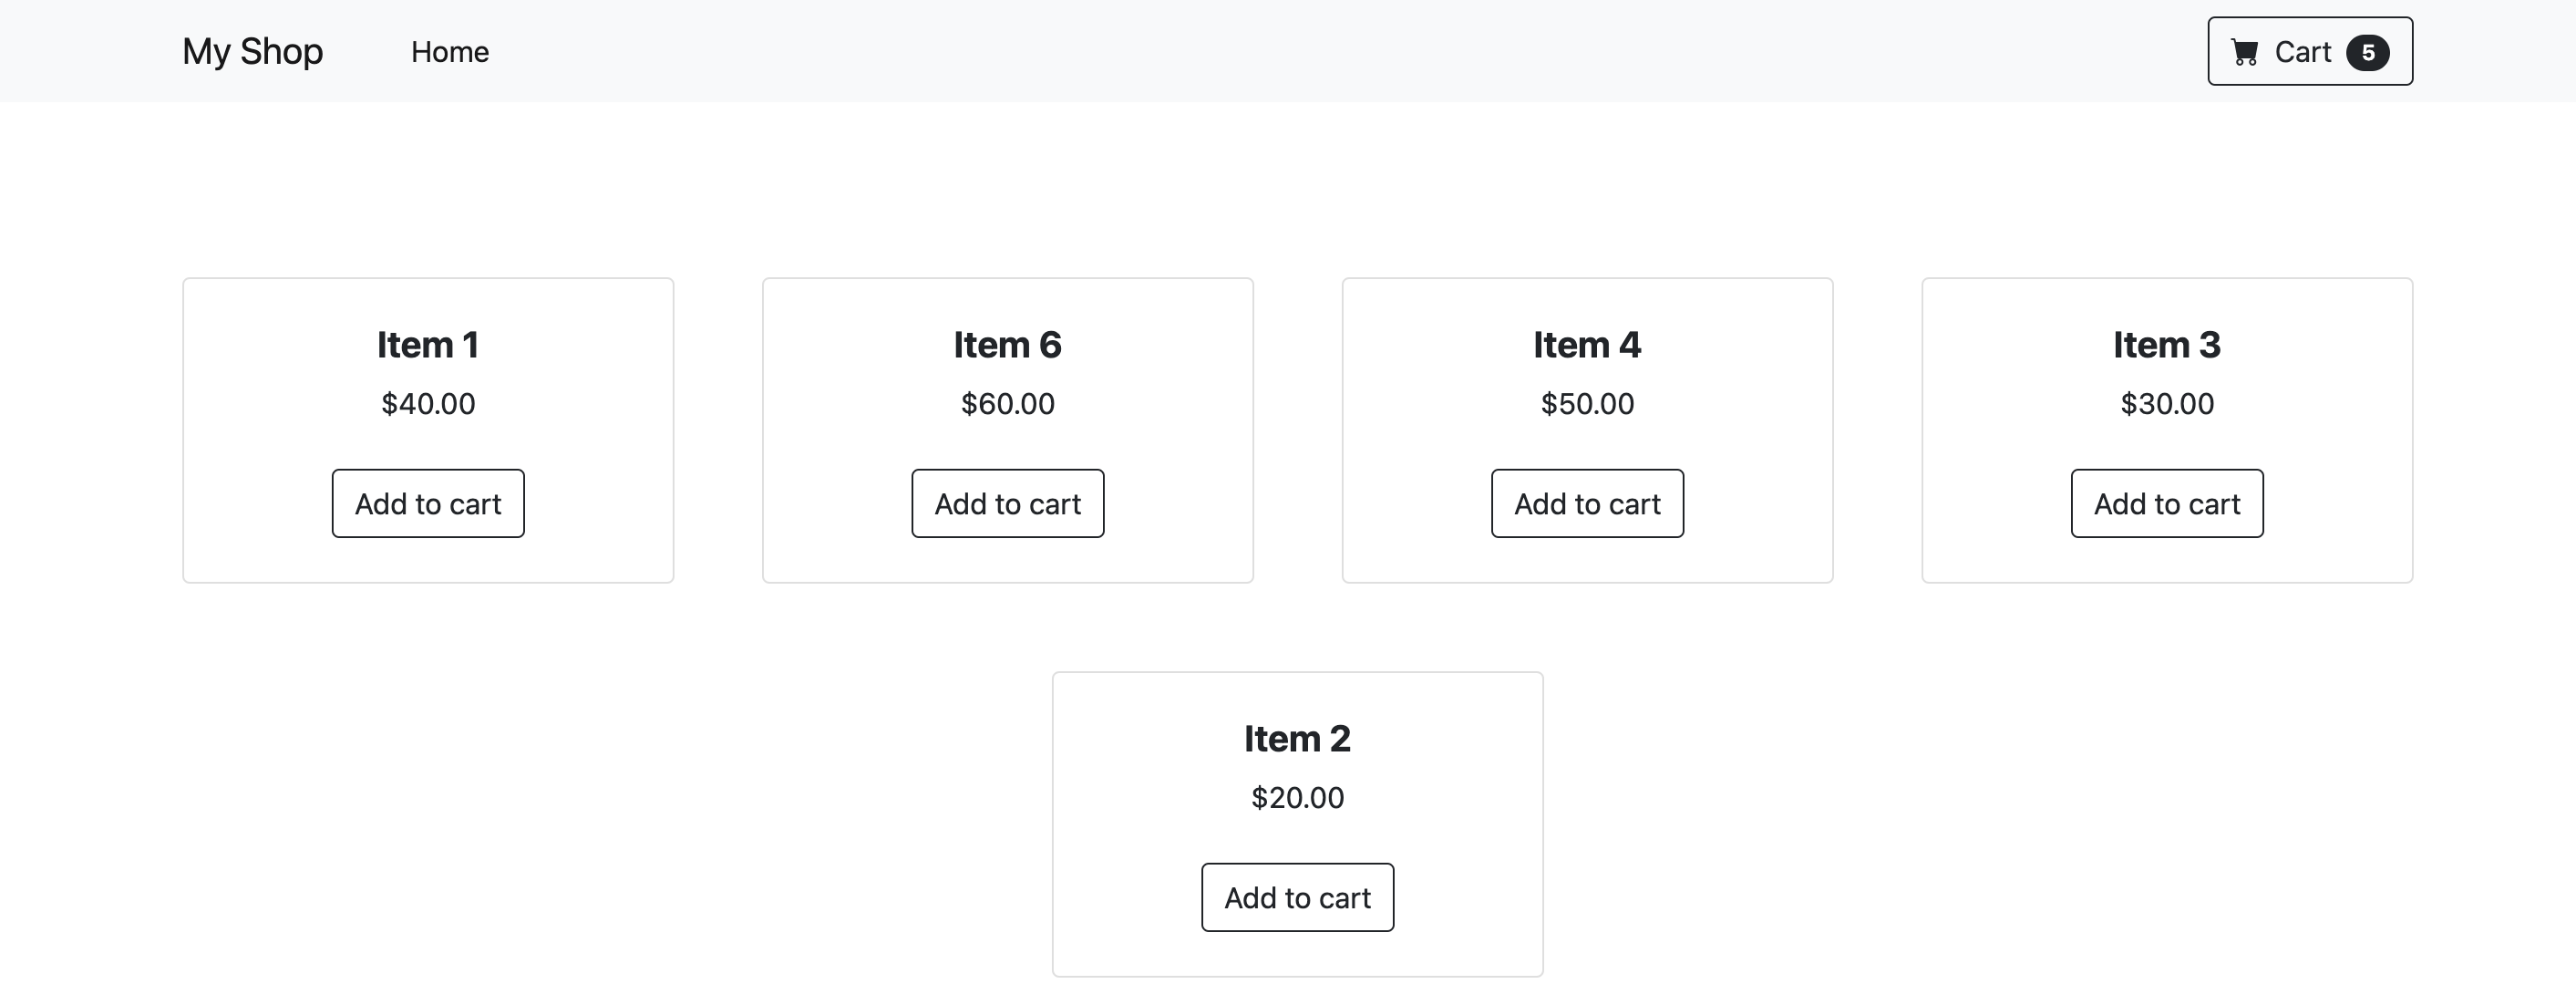 My Shop Home Cart 5
Item 1 Item 6 Item 4 Item 3
$40.00 $60.00 $50.00 $30.00
Add to cart Add to cart Add to cart Add to cart
Item 2
$20.00
Add to cart